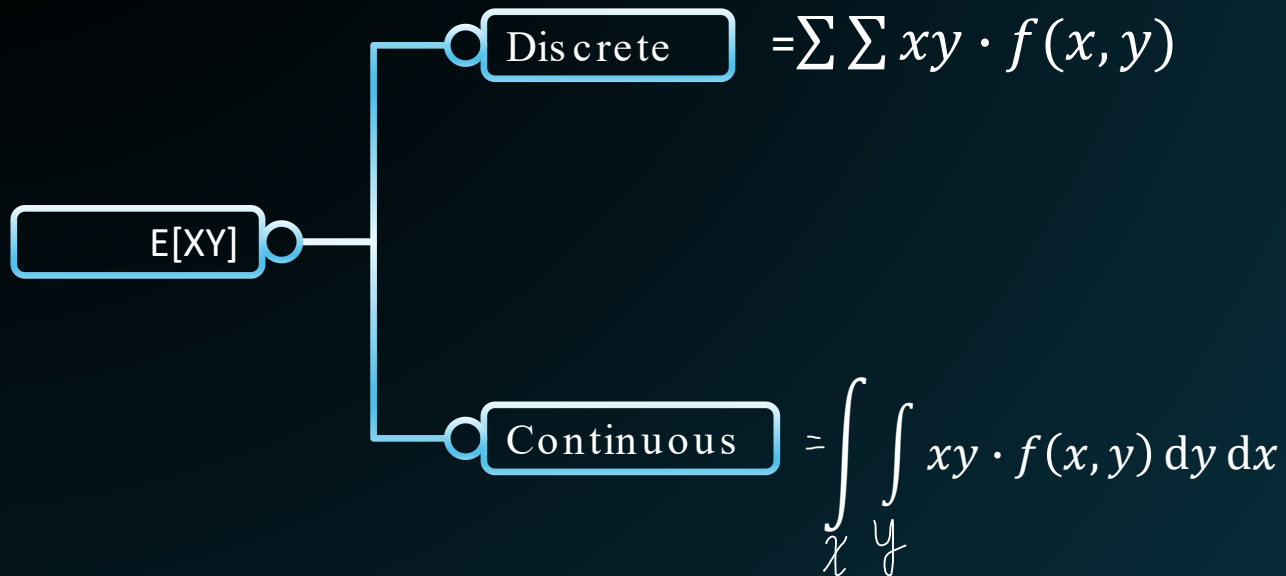 Discrete =∑ ∑ xy · f(x, y)
E[XY]
Continuous = ∫ ∫ xy · f(x, y) dy dx
x y